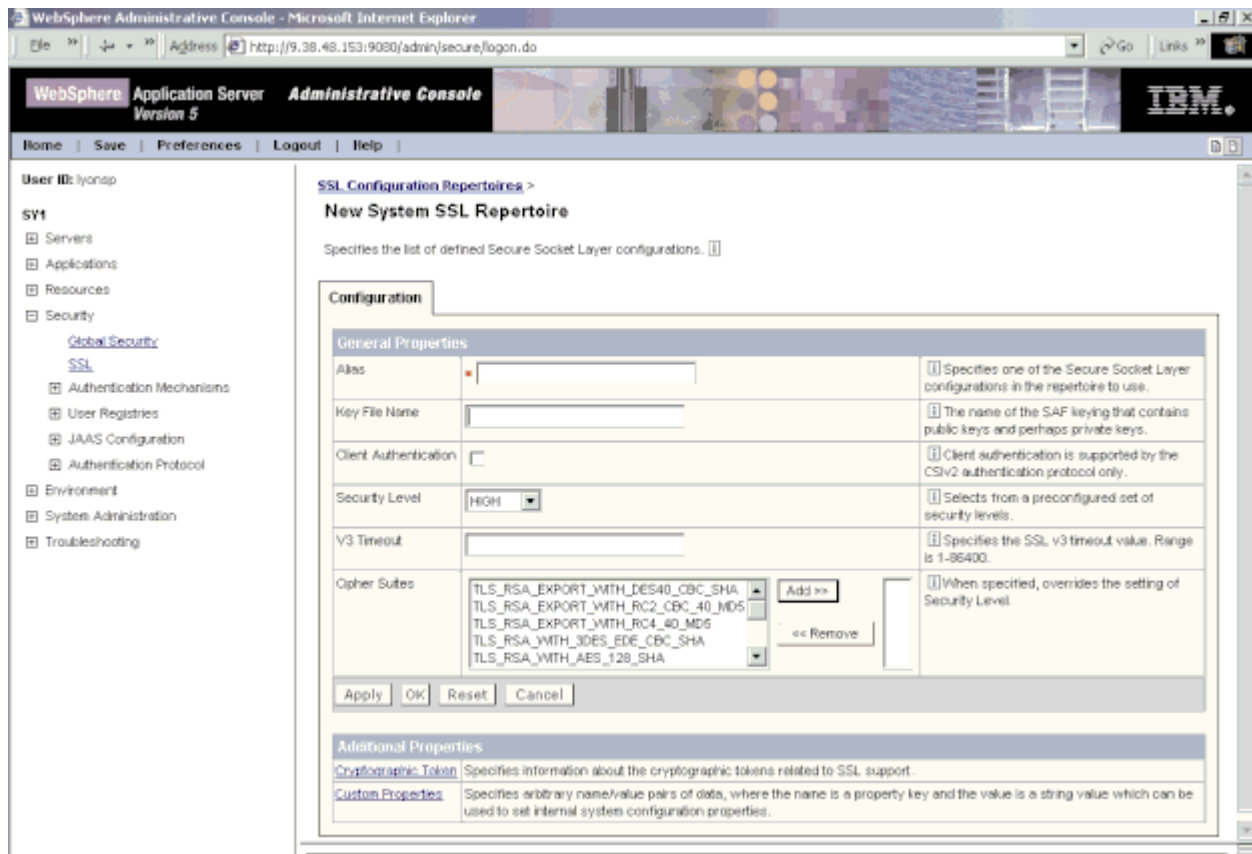 WebSphere Administrative Console - Microsoft Internet Explorer
File
Address http://9.38.48.153:9080/admin/secure/logon.do
Go
Links
WebSphere Application Server Administrative Console
Version 5
IBM.
Home | Save | Preferences | Logout | Help |
User ID: lyonsp
SY1
Servers
Applications
Resources
Security
Global Security
SSL
Authentication Mechanisms
User Registries
JAAS Configuration
Authentication Protocol
Environment
System Administration
Troubleshooting
SSL Configuration Repertoires >
New System SSL Repertoire
Specifies the list of defined Secure Socket Layer configurations.
Configuration
General Properties
Alias
Specifies one of the Secure Socket Layer
configurations in the repertoire to use.
Key File Name
The name of the SAF keyring that contains
public keys and perhaps private keys.
Client Authentication
Client authentication is supported by the
CSIv2 authentication protocol only.
Security Level
HIGH
Selects from a preconfigured set of
security levels.
V3 Timeout
Specifies the SSL v3 timeout value. Range
is 1-86400.
Cipher Suites
TLS_RSA_EXPORT_WITH_DES40_CBC_SHA
TLS_RSA_EXPORT_WITH_RC2_CBC_40_MD5
TLS_RSA_EXPORT_WITH_RC4_40_MD5
TLS_RSA_WITH_3DES_EDE_CBC_SHA
TLS_RSA_WITH_AES_128_SHA
Add >>
<< Remove
When specified, overrides the setting of
Security Level
Apply OK Reset Cancel
Additional Properties
Cryptographic Token Specifies information about the cryptographic tokens related to SSL support.
Custom Properties Specifies arbitrary name/value pairs of data, where the name is a property key and the value is a string value which can be
used to set internal system configuration properties.